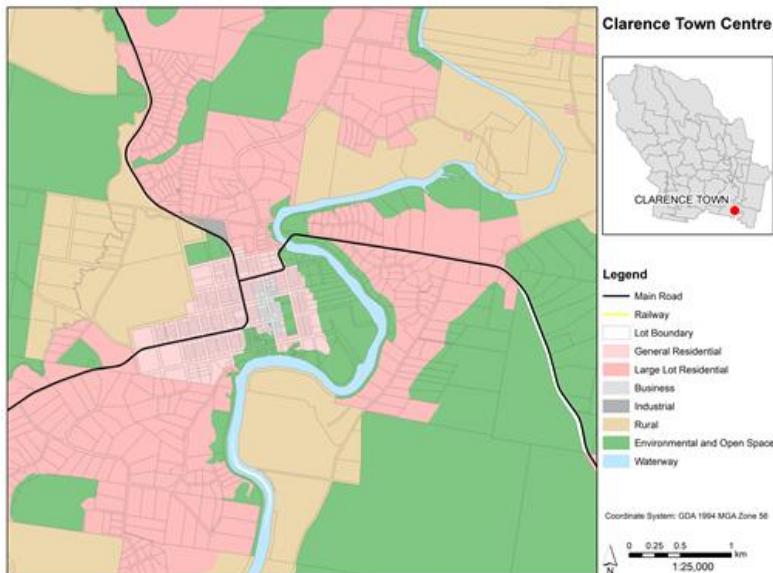 Clarence Town Centre
CLARENCE TOWN
Legend
Main Road
Railway
Lot Boundary
General Residential
Large Lot Residential
Business
Industrial
Rural
Environmental and Open Space
Waterway
Coordinate System: GDA 1994 MGA Zone 56
N
0 0.25 0.5 1
km
1:25,000